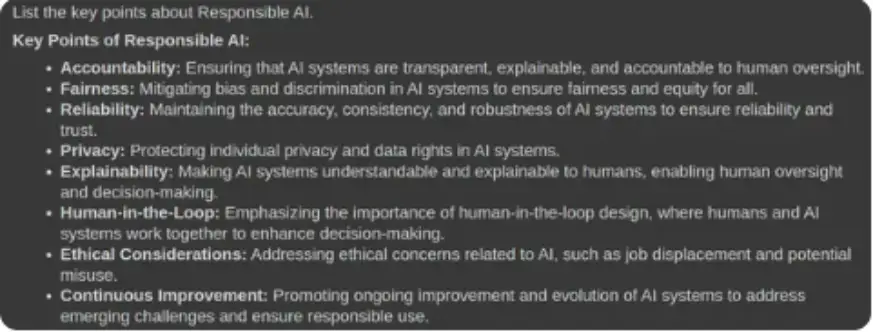 List the key points about Responsible AI.
Key Points of Responsible AI:
• Accountability: Ensuring that AI systems are transparent, explainable, and accountable to human oversight.
• Fairness: Mitigating bias and discrimination in AI systems to ensure fairness and equity for all.
• Reliability: Maintaining the accuracy, consistency, and robustness of AI systems to ensure reliability and
trust.
• Privacy: Protecting individual privacy and data rights in AI systems.
• Explainability: Making AI systems understandable and explainable to humans, enabling human oversight
and decision-making.
• Human-in-the-Loop: Emphasizing the importance of human-in-the-loop design, where humans and AI
systems work together to enhance decision-making.
• Ethical Considerations: Addressing ethical concerns related to AI, such as job displacement and potential
misuse.
• Continuous Improvement: Promoting ongoing improvement and evolution of AI systems to address
emerging challenges and ensure responsible use.